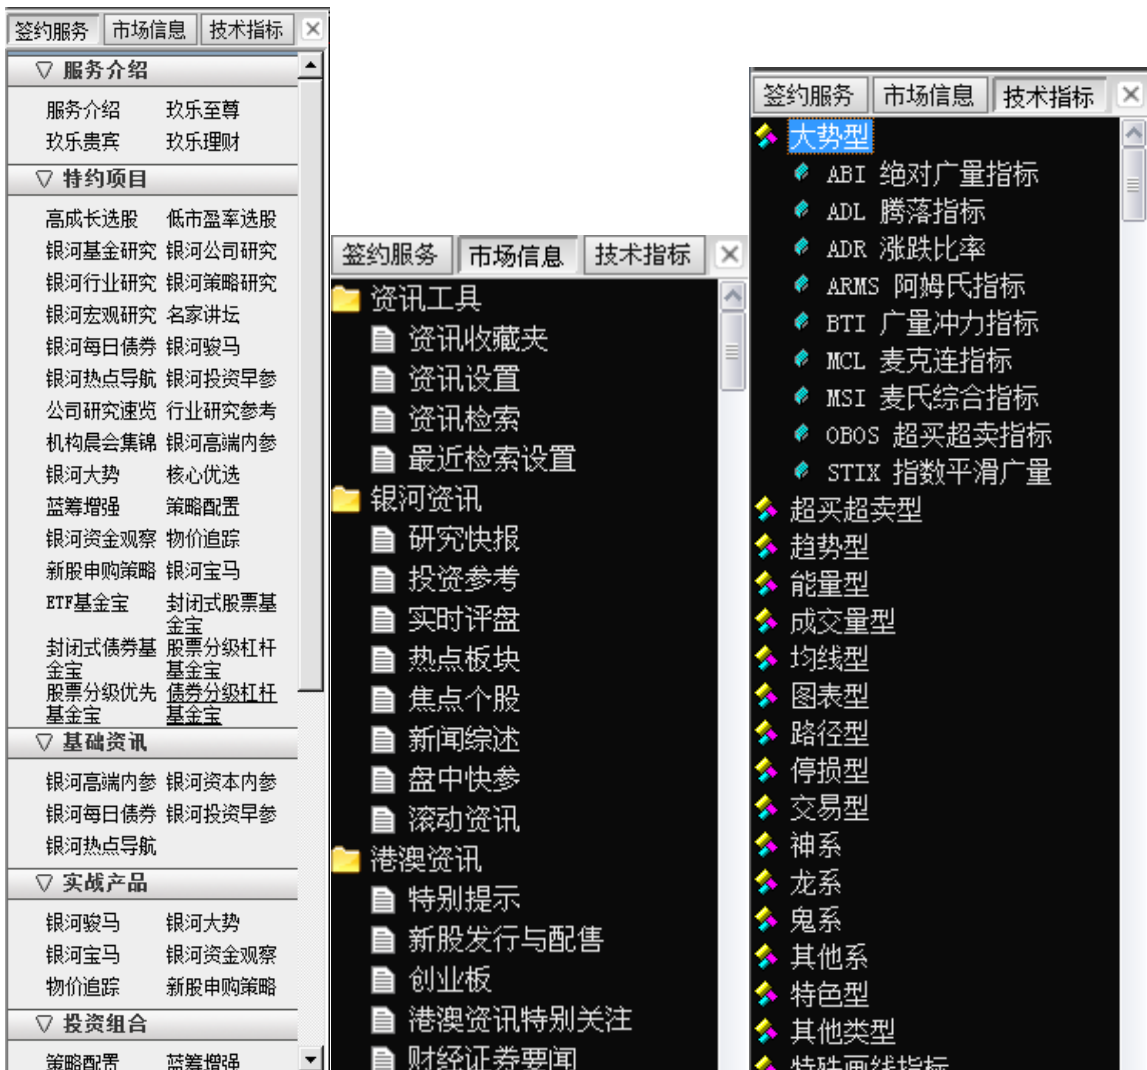 签约服务 市场信息 技术指标
▽ 服务介绍
服务介绍 玖乐至尊
玖乐贵宾 玖乐理财
▽ 特约项目
高成长选股 低市盈率选股
银河基金研究 银河公司研究
银河行业研究 银河策略研究
银河宏观研究 名家讲坛
银河每日债券 银河骏马
银河热点导航 银河投资早参
公司研究速览 行业研究参考
机构晨会集锦 银河高端内参
银河大势 核心优选
蓝筹增强 策略配置
银河资金观察 物价追踪
新股申购策略 银河宝马
ETF基金宝 封闭式股票基
金宝
封闭式债券基 股票分级杠杆
金宝 基金宝
股票分级优先 债券分级杠杆
基金宝 基金宝
▽ 基础资讯
银河高端内参 银河资本内参
银河每日债券 银河投资早参
银河热点导航
▽ 实战产品
银河骏马 银河大势
银河宝马 银河资金观察
物价追踪 新股申购策略
▽ 投资组合
策略配置 蓝筹增强
签约服务 市场信息 技术指标
资讯工具
资讯收藏夹
资讯设置
资讯检索
最近检索设置
银河资讯
研究快报
投资参考
实时评盘
热点板块
焦点个股
新闻综述
盘中快参
滚动资讯
港澳资讯
特别提示
新股发行与配售
创业板
港澳资讯特别关注
财经证券要闻
签约服务 市场信息 技术指标
大势型
ABI 绝对广量指标
ADL 腾落指标
ADR 涨跌比率
ARMS 阿姆氏指标
BTI 广量冲力指标
MCL 麦克连指标
MSI 麦氏综合指标
OBOS 超买超卖指标
STIX 指数平滑广量
超买超卖型
趋势型
能量型
成交量型
均线型
图表型
路径型
停损型
交易型
神系
龙系
鬼系
其他系
特色型
其他类型
特殊画线指标